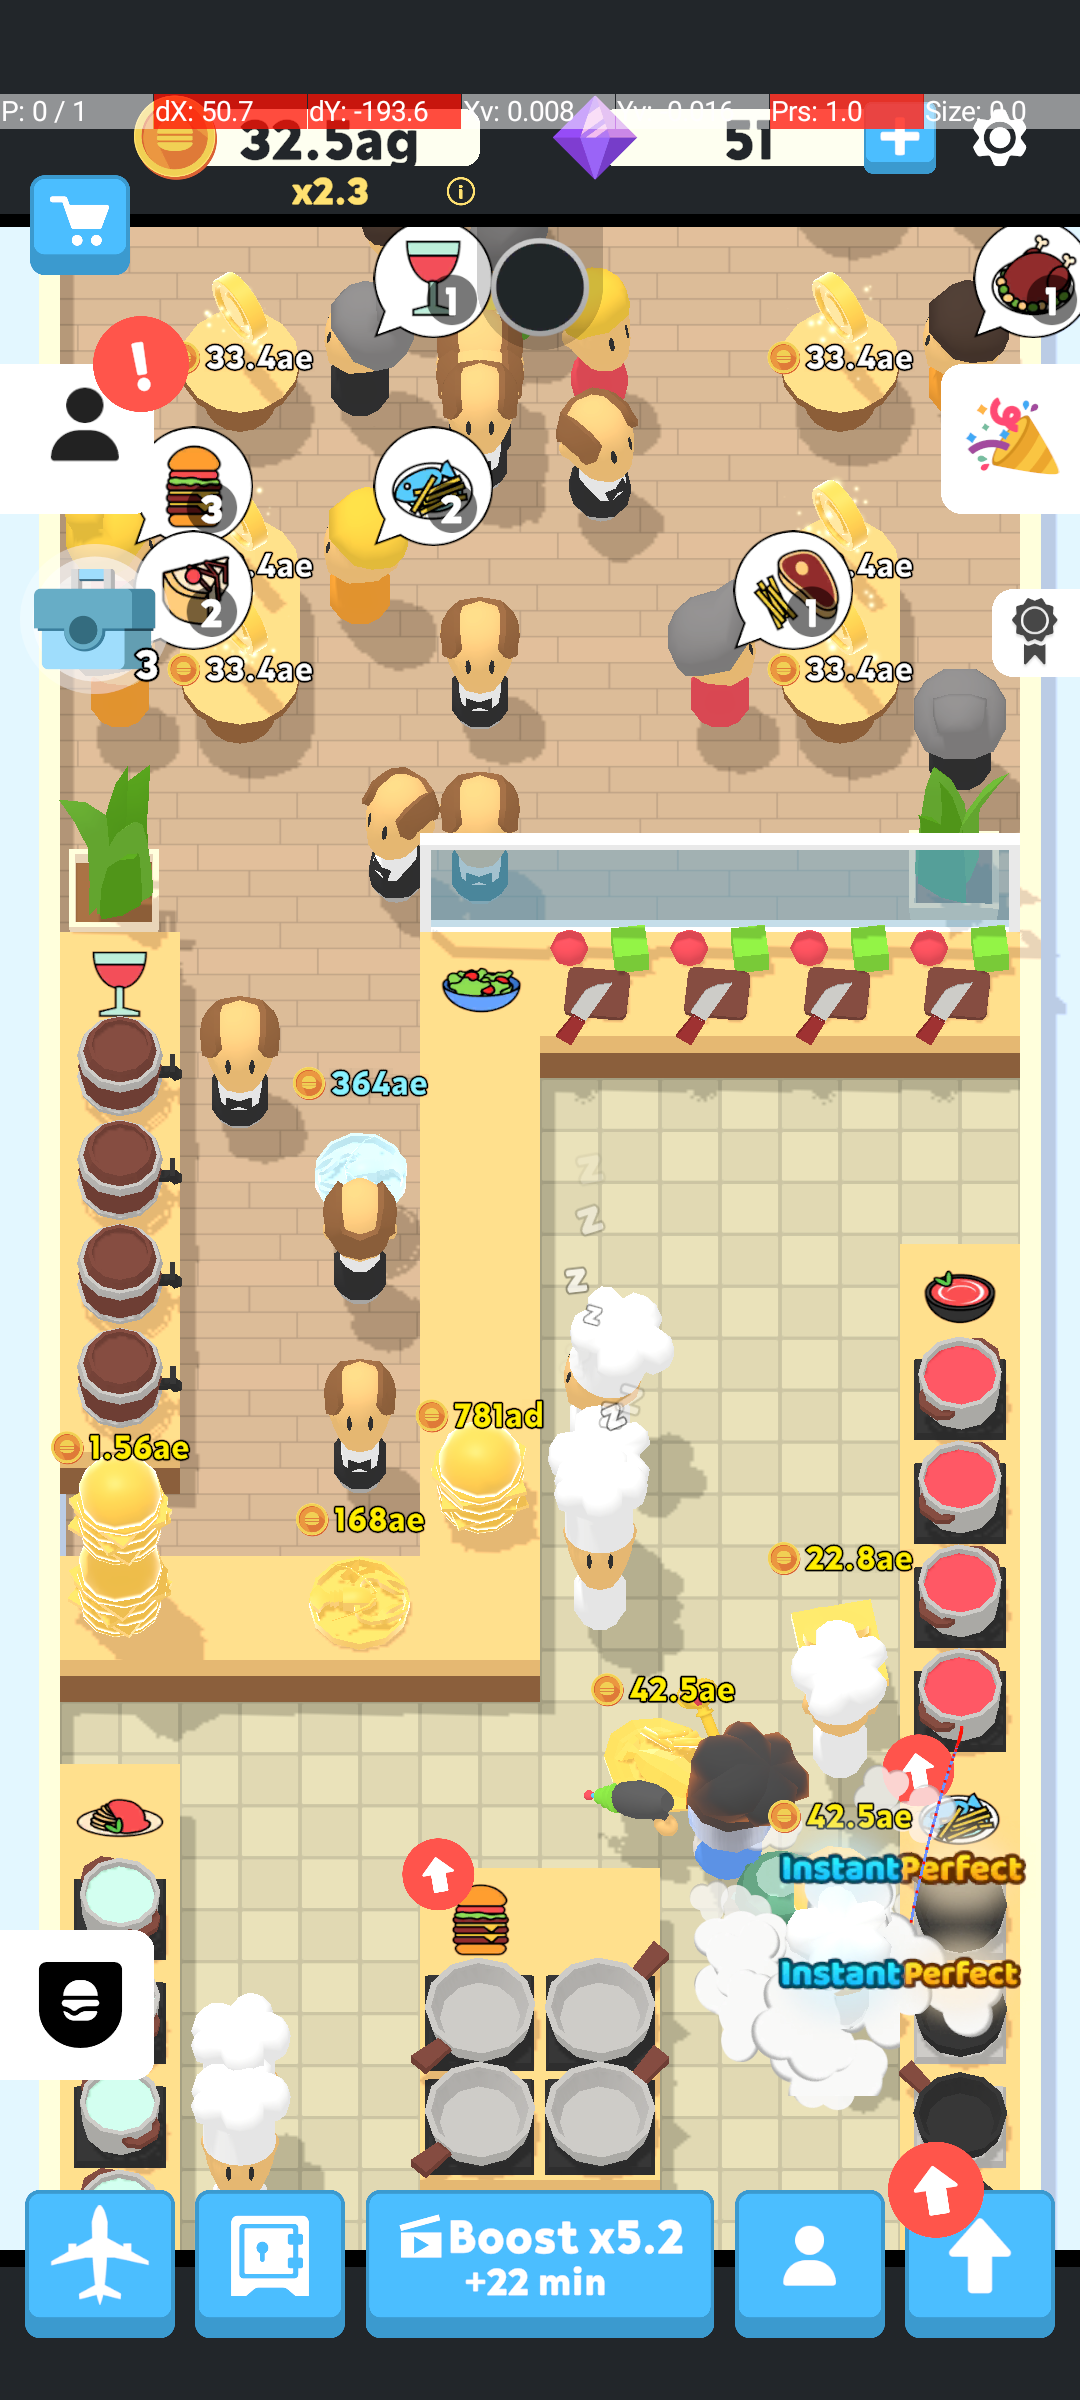 P: 0 / 1
dX: 50.7
dY: -193.6
Xv: 0.008
Prs: 1.0
Size: 0.0
32.5ag
51
x2.3
i
1
1
33.4ae
33.4ae
!
3
2
.4ae
.4ae
2
1
3
33.4ae
33.4ae
364ae
z
z
z
z
z
z
781ad
1.56ae
168ae
22.8ae
42.5ae
42.5ae
InstantPerfect
InstantPerfect
Boost x5.2
+22 min